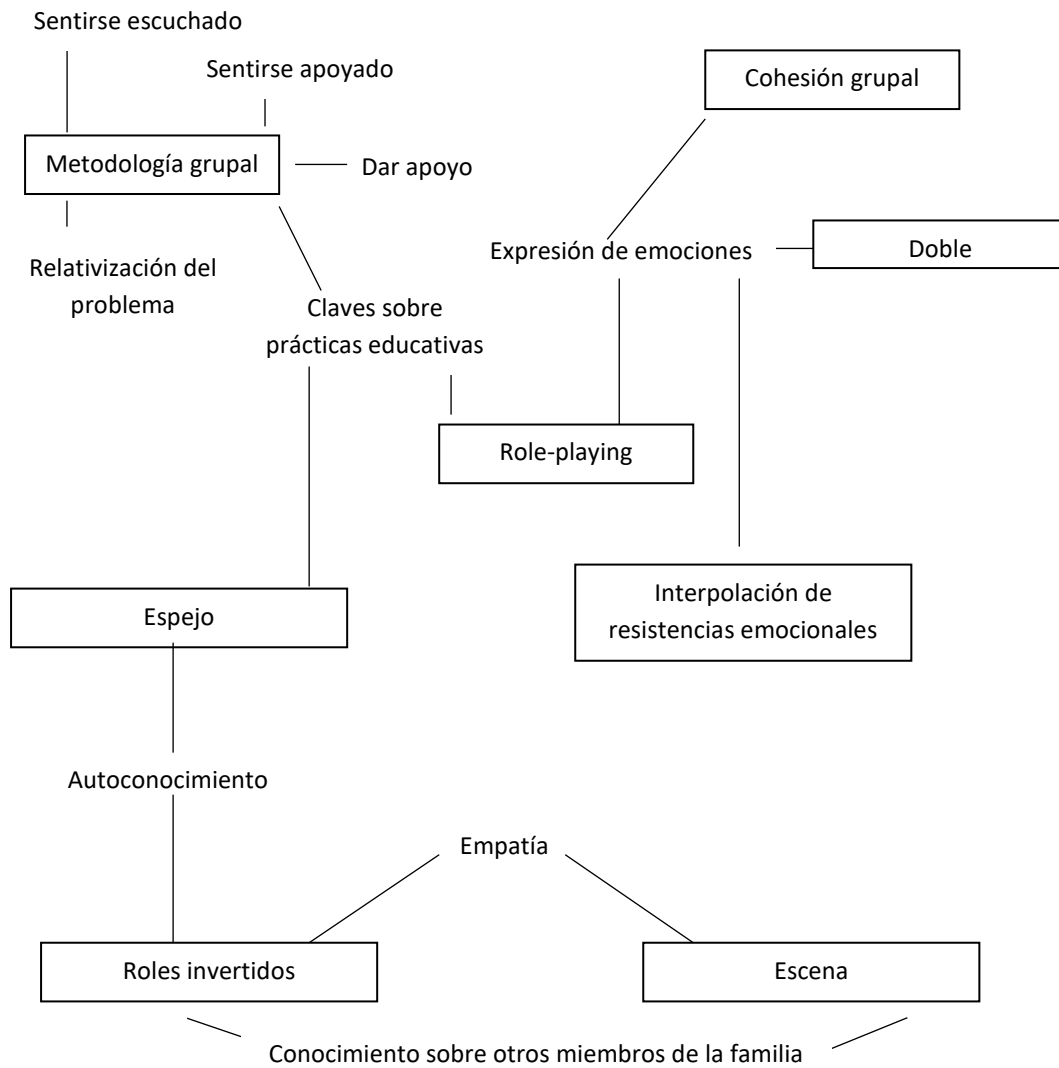 Sentirse escuchado
Sentirse apoyado
Cohesión grupal
Metodología grupal
Dar apoyo
Expresión de emociones
Doble
Relativización del
problema
Claves sobre
prácticas educativas
Role-playing
Interpolación de
resistencias emocionales
Espejo
Autoconocimiento
Empatía
Roles invertidos
Escena
Conocimiento sobre otros miembros de la familia